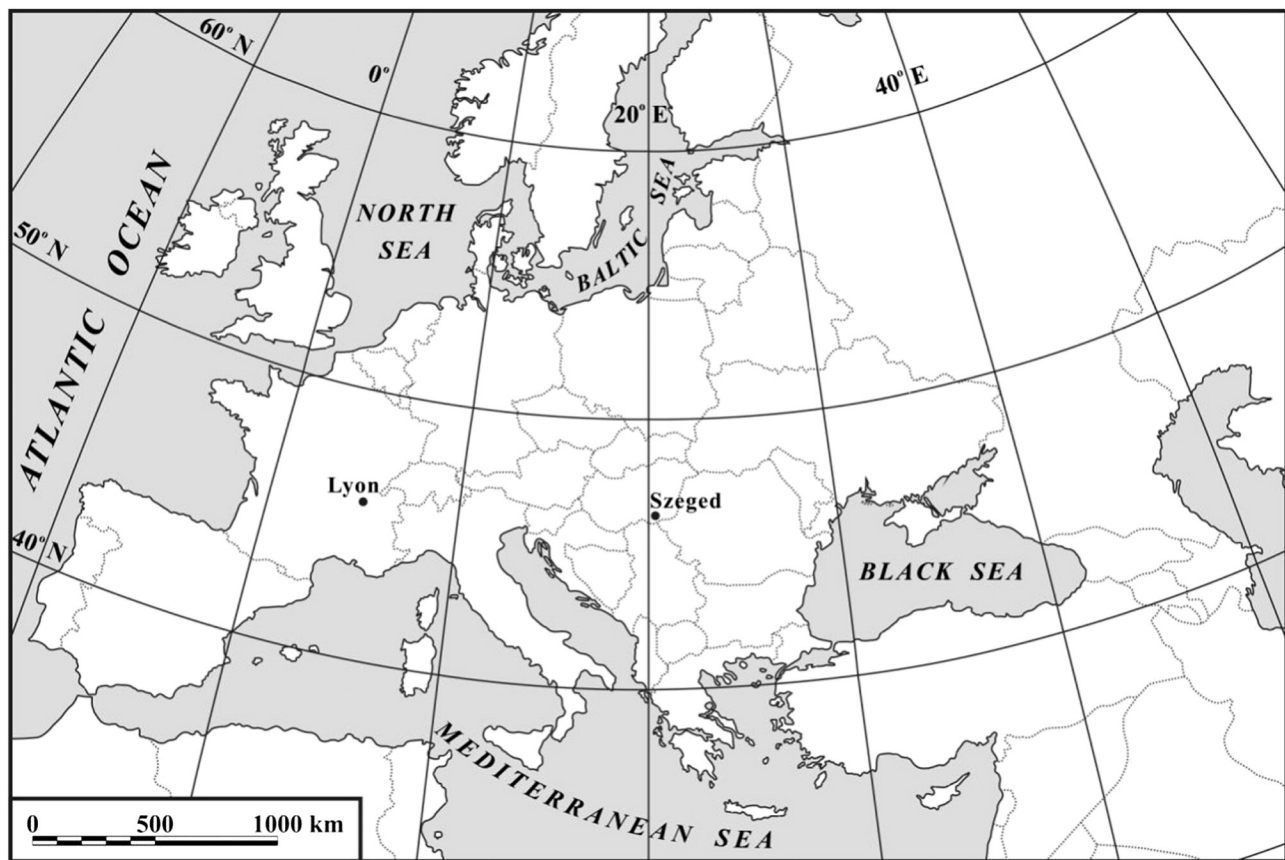 60° N
0°
40° E
20° E
ATLANTIC OCEAN
NORTH
SEA
BALTIC SEA
50° N
Lyon
Szeged
40° N
BLACK SEA
MEDITERRANEAN SEA
0 500 1000 km